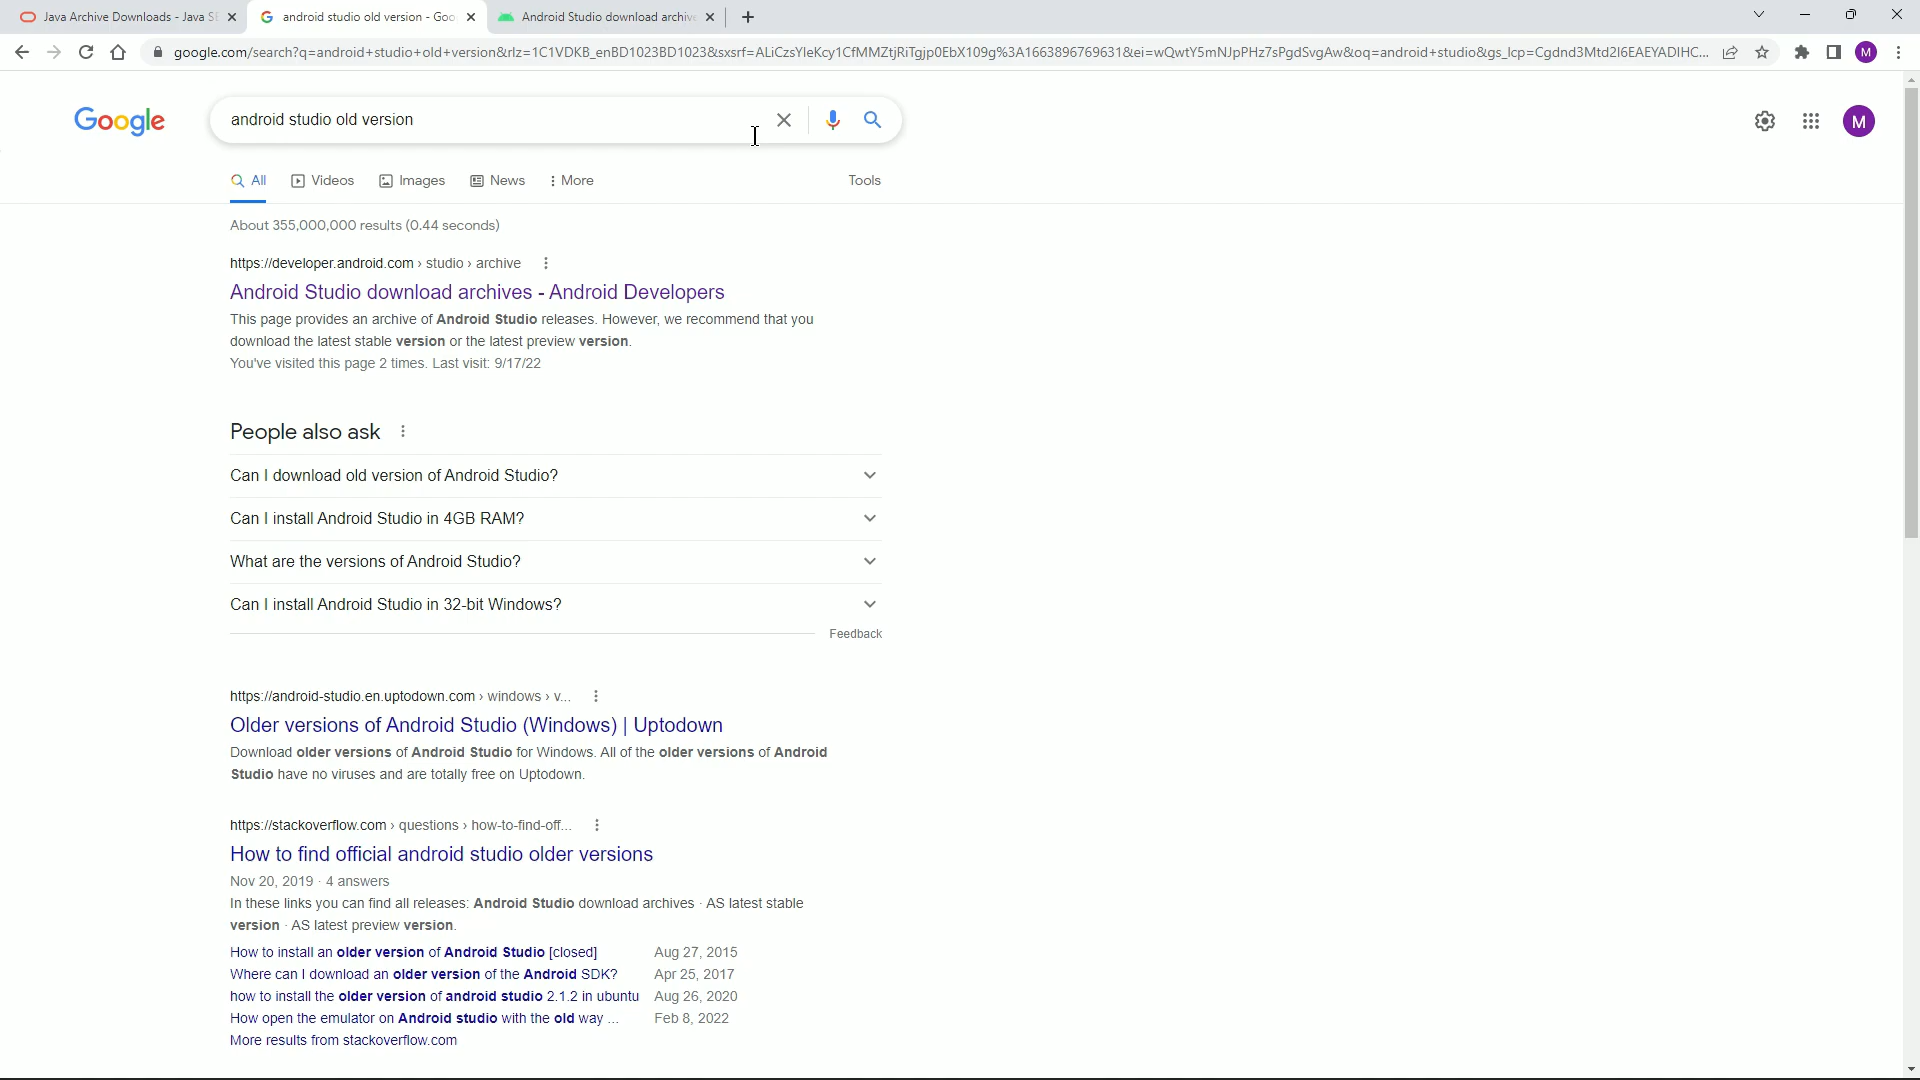 Java Archive Downloads - Java SE
android studio old version - Goo
Android Studio download archive
google.com/search?q=android+studio+old+version&rlz=1C1VDKB_enBD1023BD1023&sxsrf=ALiCzsYleKcy1CfMMZtjRiTgjp0EbX109g%3A1663896769631&ei=wQwtY5mNJpPHz7sPgdSvgAw&oq=android+studio&gs_lcp=Cgdnd3Mtd2l6EAEYADIHC...
M
Google
android studio old version
M
All
Videos
Images
News
More
Tools
About 355,000,000 results (0.44 seconds)
https://developer.android.com › studio › archive
Android Studio download archives - Android Developers
This page provides an archive of Android Studio releases. However, we recommend that you
download the latest stable version or the latest preview version.
You've visited this page 2 times. Last visit: 9/17/22
People also ask
Can I download old version of Android Studio?
Can I install Android Studio in 4GB RAM?
What are the versions of Android Studio?
Can I install Android Studio in 32-bit Windows?
Feedback
https://android-studio.en.uptodown.com › windows › v...
Older versions of Android Studio (Windows) | Uptodown
Download older versions of Android Studio for Windows. All of the older versions of Android
Studio have no viruses and are totally free on Uptodown.
https://stackoverflow.com › questions › how-to-find-off...
How to find official android studio older versions
Nov 20, 2019 · 4 answers
In these links you can find all releases: Android Studio download archives · AS latest stable
version · AS latest preview version.
How to install an older version of Android Studio [closed] Aug 27, 2015
Where can I download an older version of the Android SDK? Apr 25, 2017
how to install the older version of android studio 2.1.2 in ubuntu Aug 26, 2020
How open the emulator on Android studio with the old way ... Feb 8, 2022
More results from stackoverflow.com